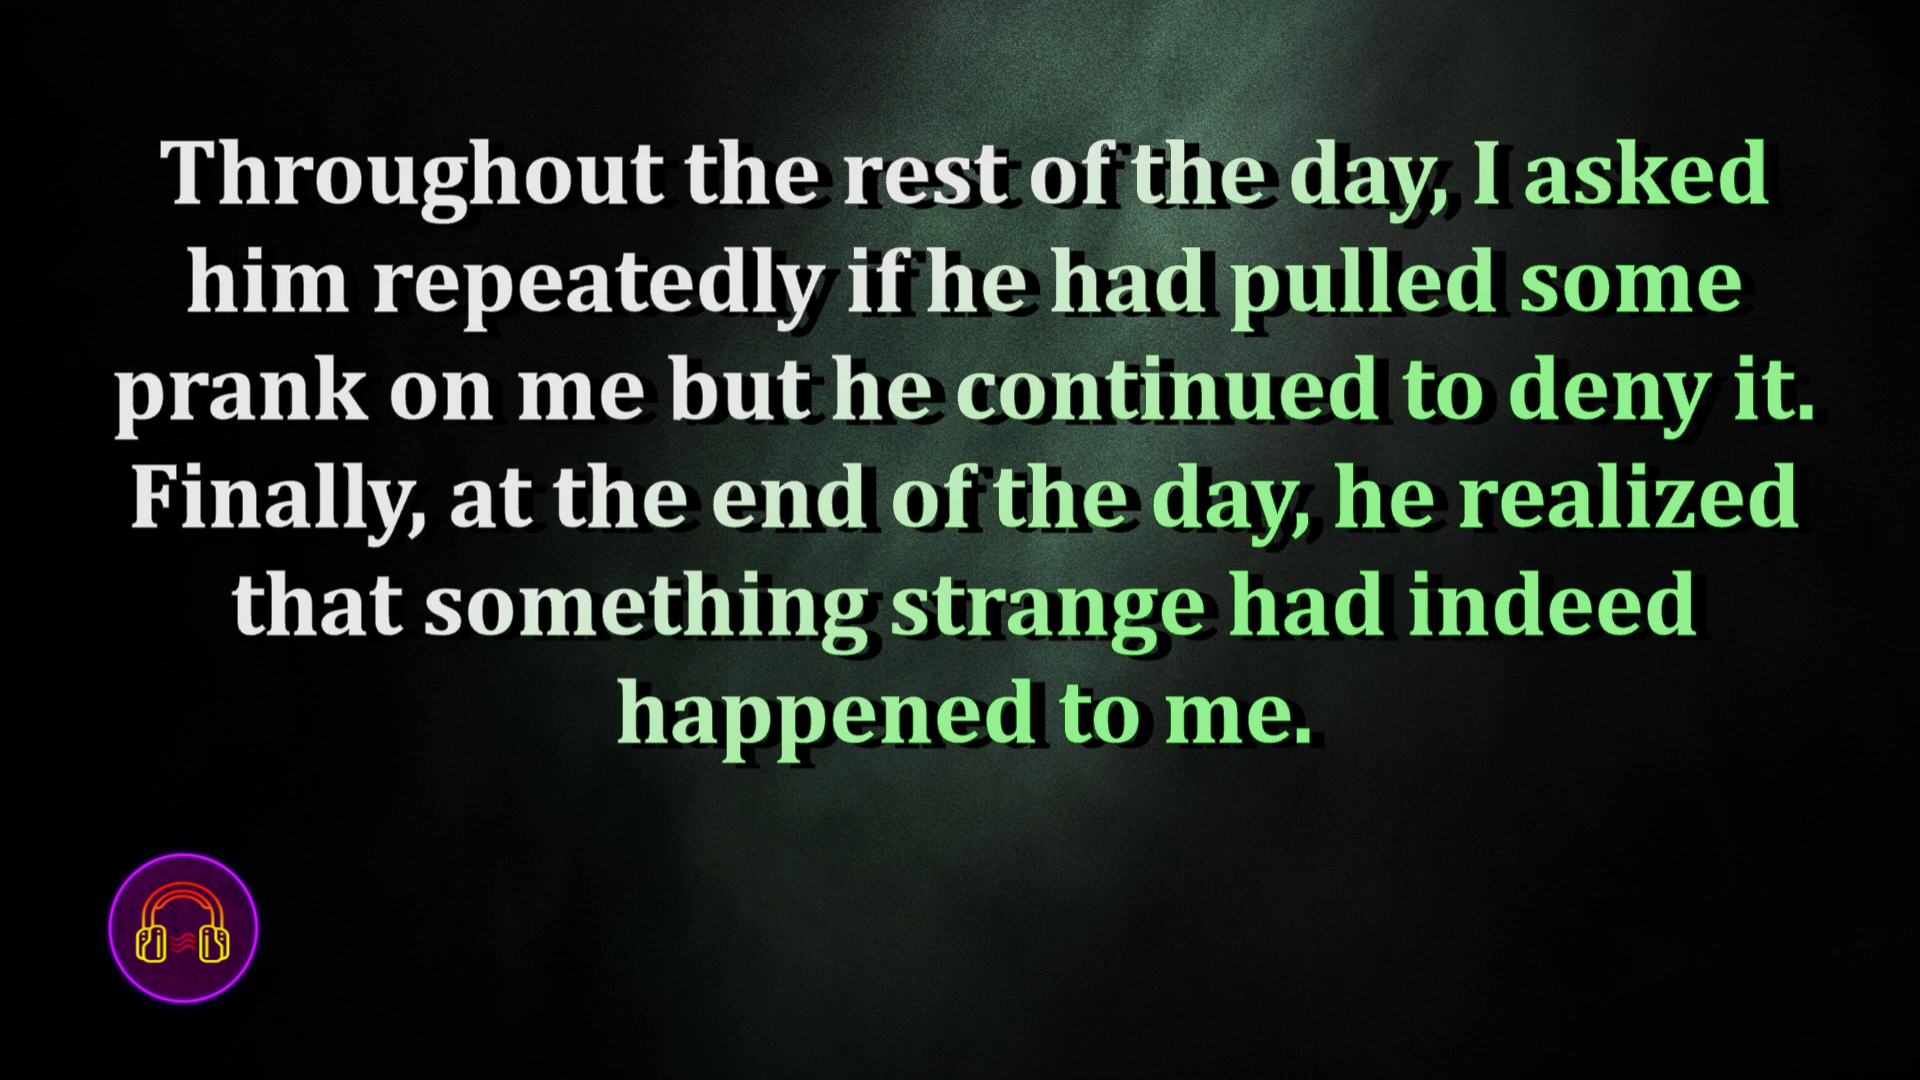 Throughout the rest of the day, I asked
him repeatedly if he had pulled some
prank on me but he continued to deny it.
Finally, at the end of the day, he realized
that something strange had indeed
happened to me.